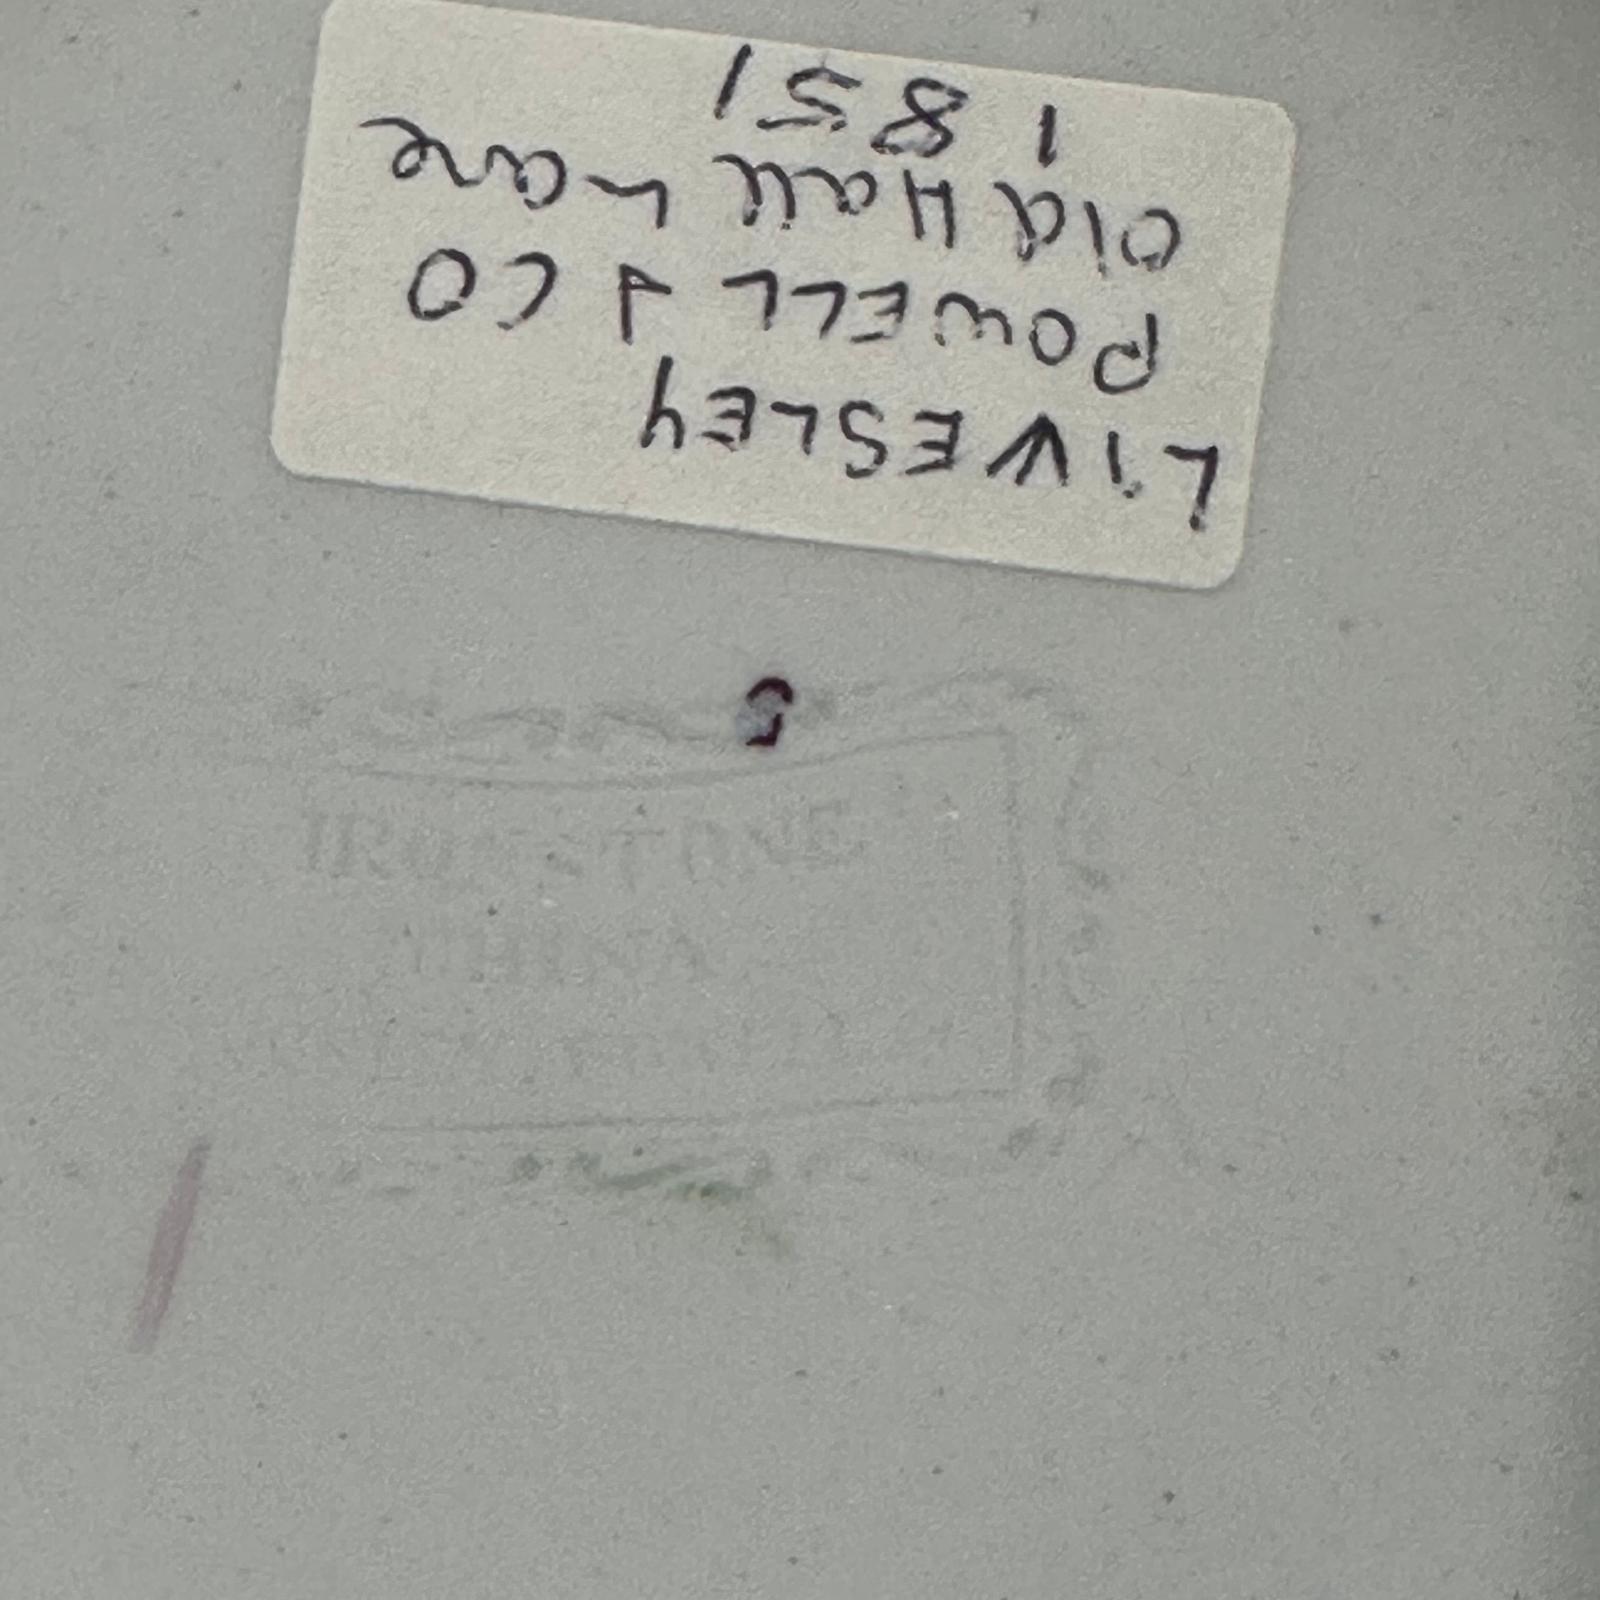 LIVESLEY
POWELL & CO
Old Hall Lane
1851
IRONSTONE
CHINA